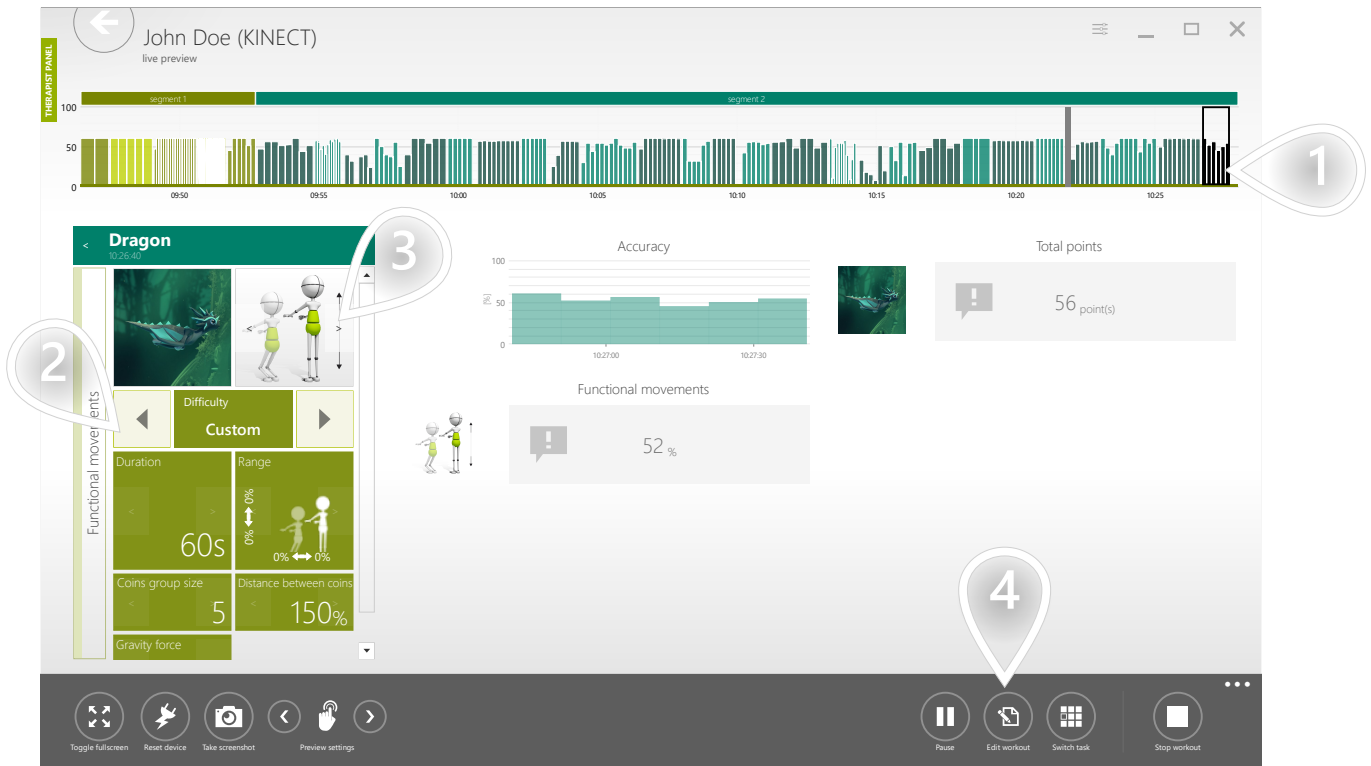 John Doe (KINECT)
live preview
THERAPIST PANEL
segment 1
segment 2
100
50
0
09:50
09:55
10:00
10:05
10:10
10:15
10:20
10:25
1
< Dragon
10:26:40
3
< >
2
Functional movements
Difficulty
Custom
Duration
< >
60s
Range
0% 0%
0% 0%
Coins group size
<
5
Distance between coins
<
150%
Gravity force
Accuracy
[%]
100
50
0
10:27:00
10:27:30
Total points
56 point(s)
Functional movements
52 %
4
Toggle fullscreen
Reset device
Take screenshot
Preview settings
Pause
Edit workout
Switch task
Stop workout